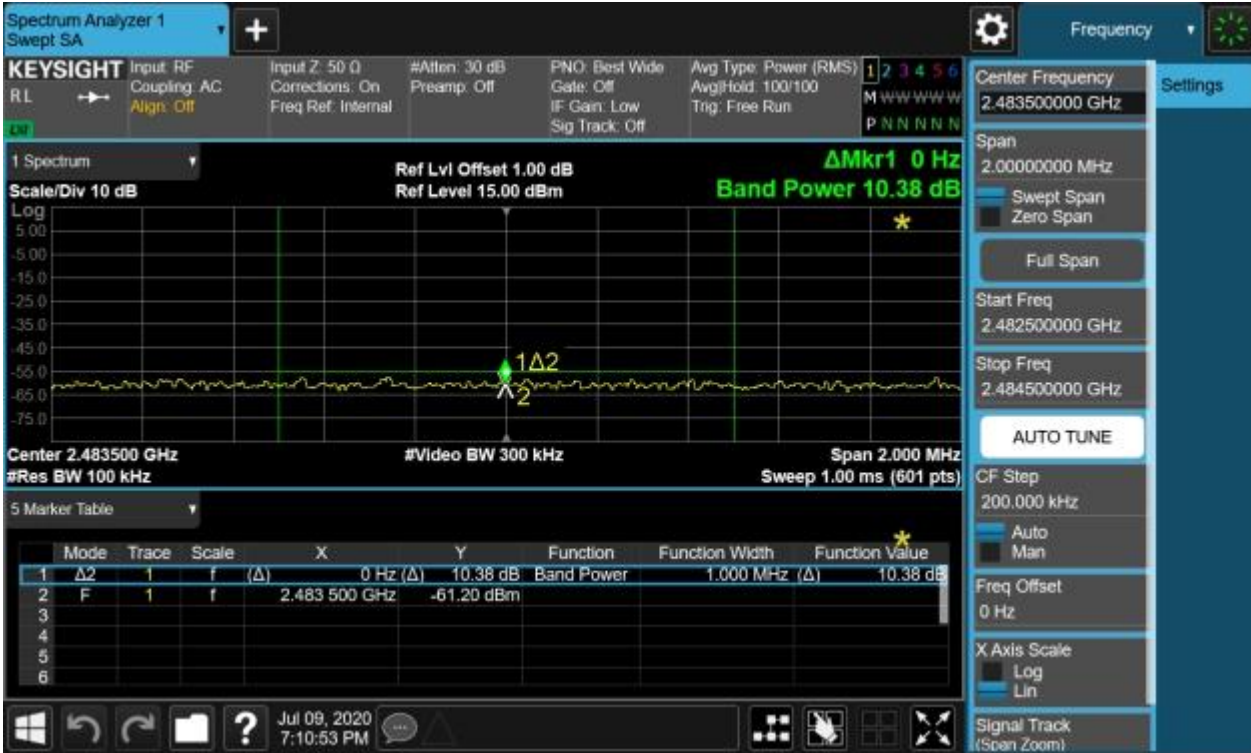 Spectrum Analyzer 1
Swept SA
+
Frequency
KEYSIGHT
RL
Input: RF
Coupling: AC
Align: Off
Input Z: 50 Ω
Corrections: On
Freq Ref: Internal
#Atten: 30 dB
Preamp: Off
PNO: Best Wide
Gate: Off
IF Gain: Low
Sig Track: Off
Avg Type: Power (RMS)
Avg|Hold: 100/100
Trig: Free Run
1 2 3 4 5 6
M W W W W W
P N N N N N
Center Frequency
2.483500000 GHz
Settings
Span
2.00000000 MHz
Swept Span
Zero Span
Full Span
Start Freq
2.482500000 GHz
Stop Freq
2.484500000 GHz
AUTO TUNE
CF Step
200.000 kHz
Auto
Man
Freq Offset
0 Hz
X Axis Scale
Log
Lin
Signal Track
(Span Zoom)
1 Spectrum
Scale/Div 10 dB
Ref Lvl Offset 1.00 dB
Ref Level 15.00 dBm
ΔMkr1 0 Hz
Band Power 10.38 dB
Log
5.00
-5.00
-15.0
-25.0
-35.0
-45.0
-55.0
-65.0
-75.0
1Δ2
2
Center 2.483500 GHz
#Video BW 300 kHz
Span 2.000 MHz
#Res BW 100 kHz
Sweep 1.00 ms (601 pts)
5 Marker Table
Mode Trace Scale X Y Function Function Width Function Value
1 Δ2 1 f (Δ) 0 Hz (Δ) 10.38 dB Band Power 1.000 MHz (Δ) 10.38 dB
2 F 1 f 2.483 500 GHz -61.20 dBm
3
4
5
6
?
Jul 09, 2020
7:10:53 PM